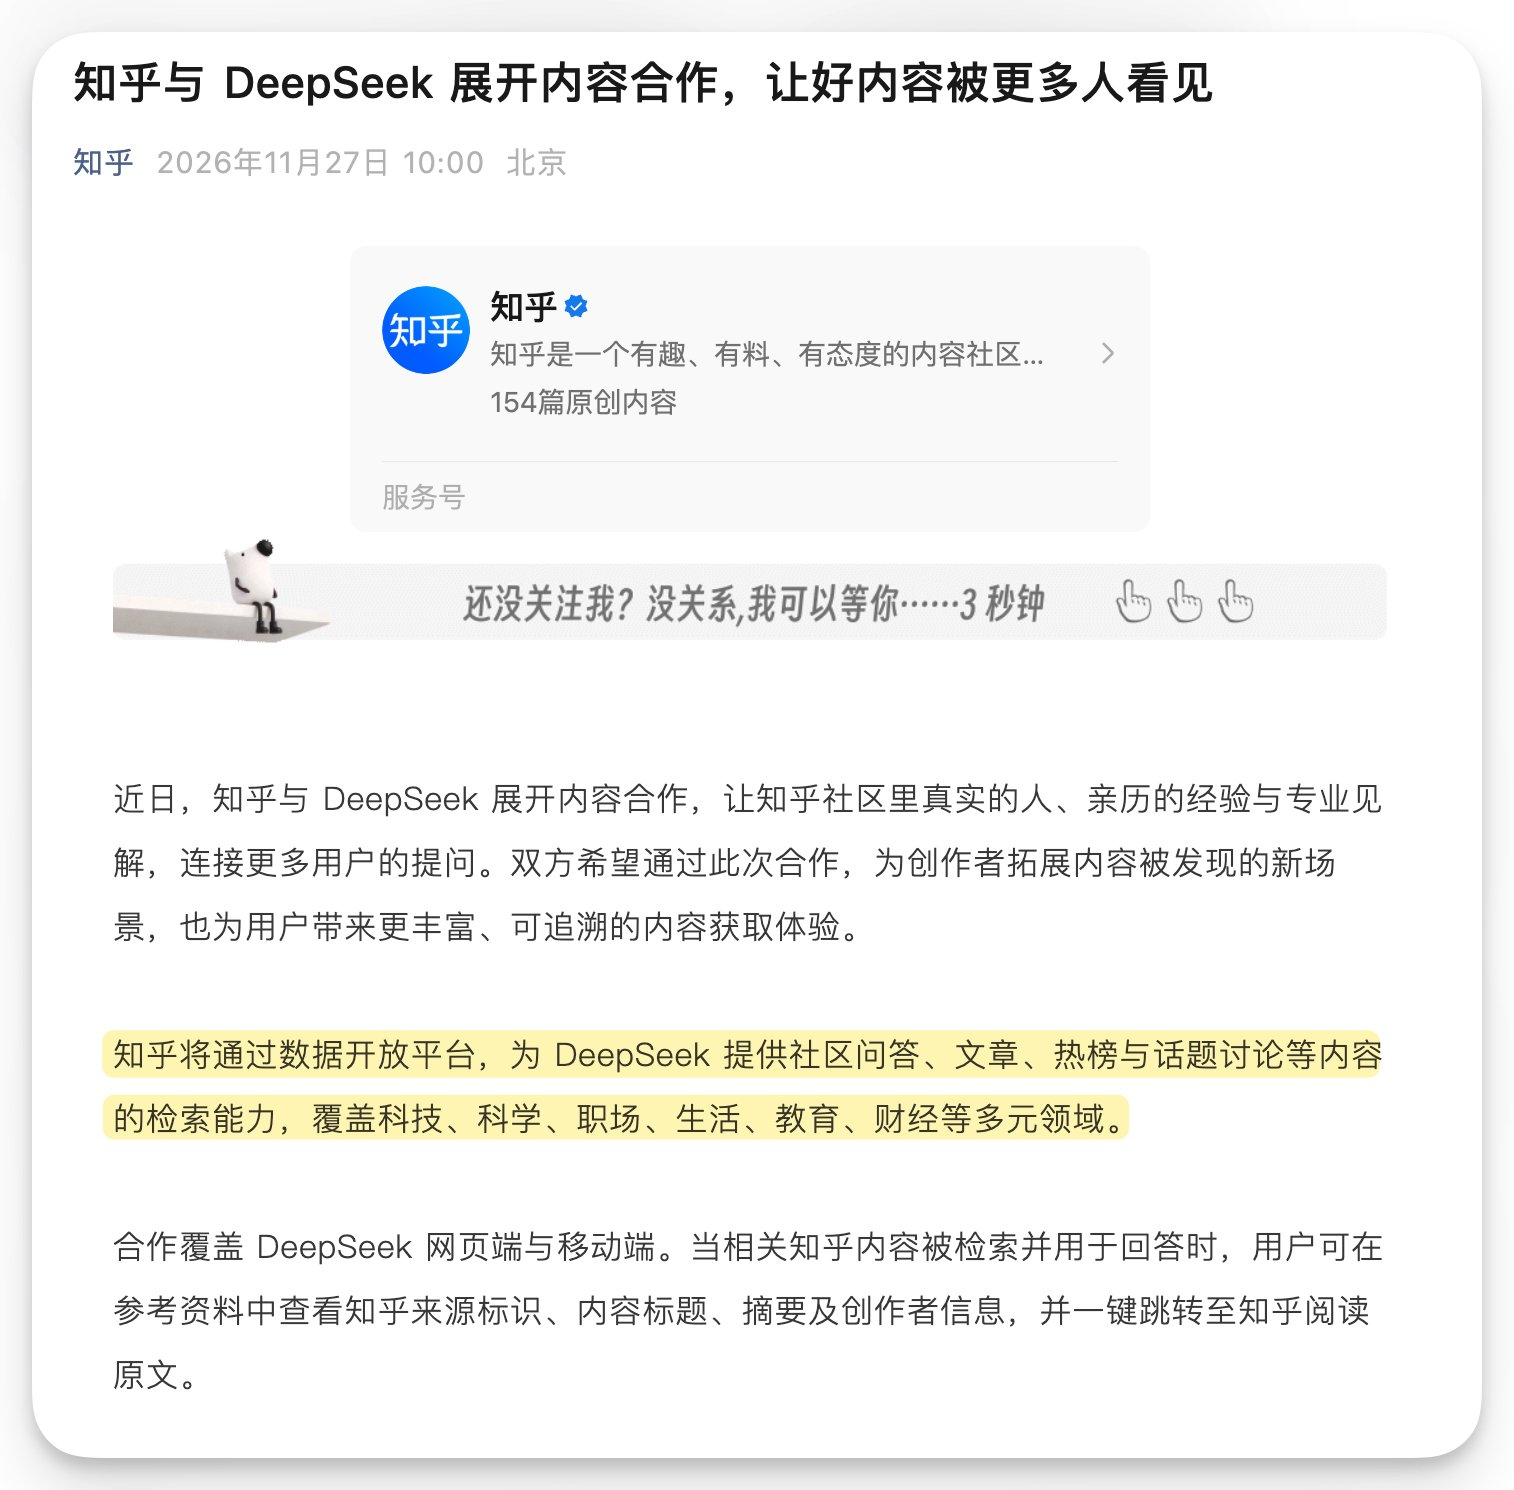 知乎与 DeepSeek 展开内容合作，让好内容被更多人看见
知乎 2026年11月27日 10:00 北京
知乎
知乎
知乎是一个有趣、有料、有态度的内容社区...
154篇原创内容
服务号
还没关注我？没关系,我可以等你……3 秒钟
近日，知乎与 DeepSeek 展开内容合作，让知乎社区里真实的人、亲历的经验与专业见
解，连接更多用户的提问。双方希望通过此次合作，为创作者拓展内容被发现的新场
景，也为用户带来更丰富、可追溯的内容获取体验。
知乎将通过数据开放平台，为 DeepSeek 提供社区问答、文章、热榜与话题讨论等内容
的检索能力，覆盖科技、科学、职场、生活、教育、财经等多元领域。
合作覆盖 DeepSeek 网页端与移动端。当相关知乎内容被检索并用于回答时，用户可在
参考资料中查看知乎来源标识、内容标题、摘要及创作者信息，并一键跳转至知乎阅读
原文。